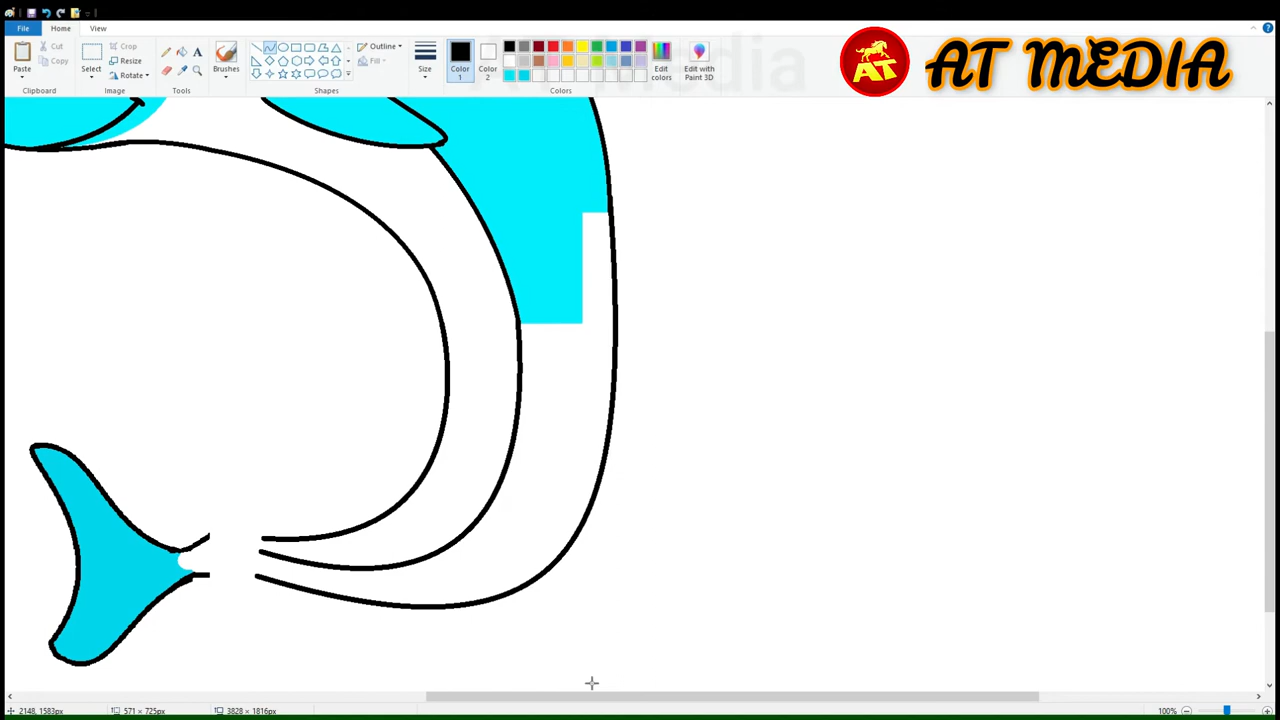 File
Home
View
Paste
Cut
Copy
Clipboard
Select
Crop
Resize
Rotate
Image
A
Tools
Brushes
Shapes
Outline
Fill
Size
Color 1
Color 2
Colors
Edit colors
Edit with Paint 3D
AT
AT MEDIA
2148, 1583px
571 × 725px
3828 × 1816px
100%